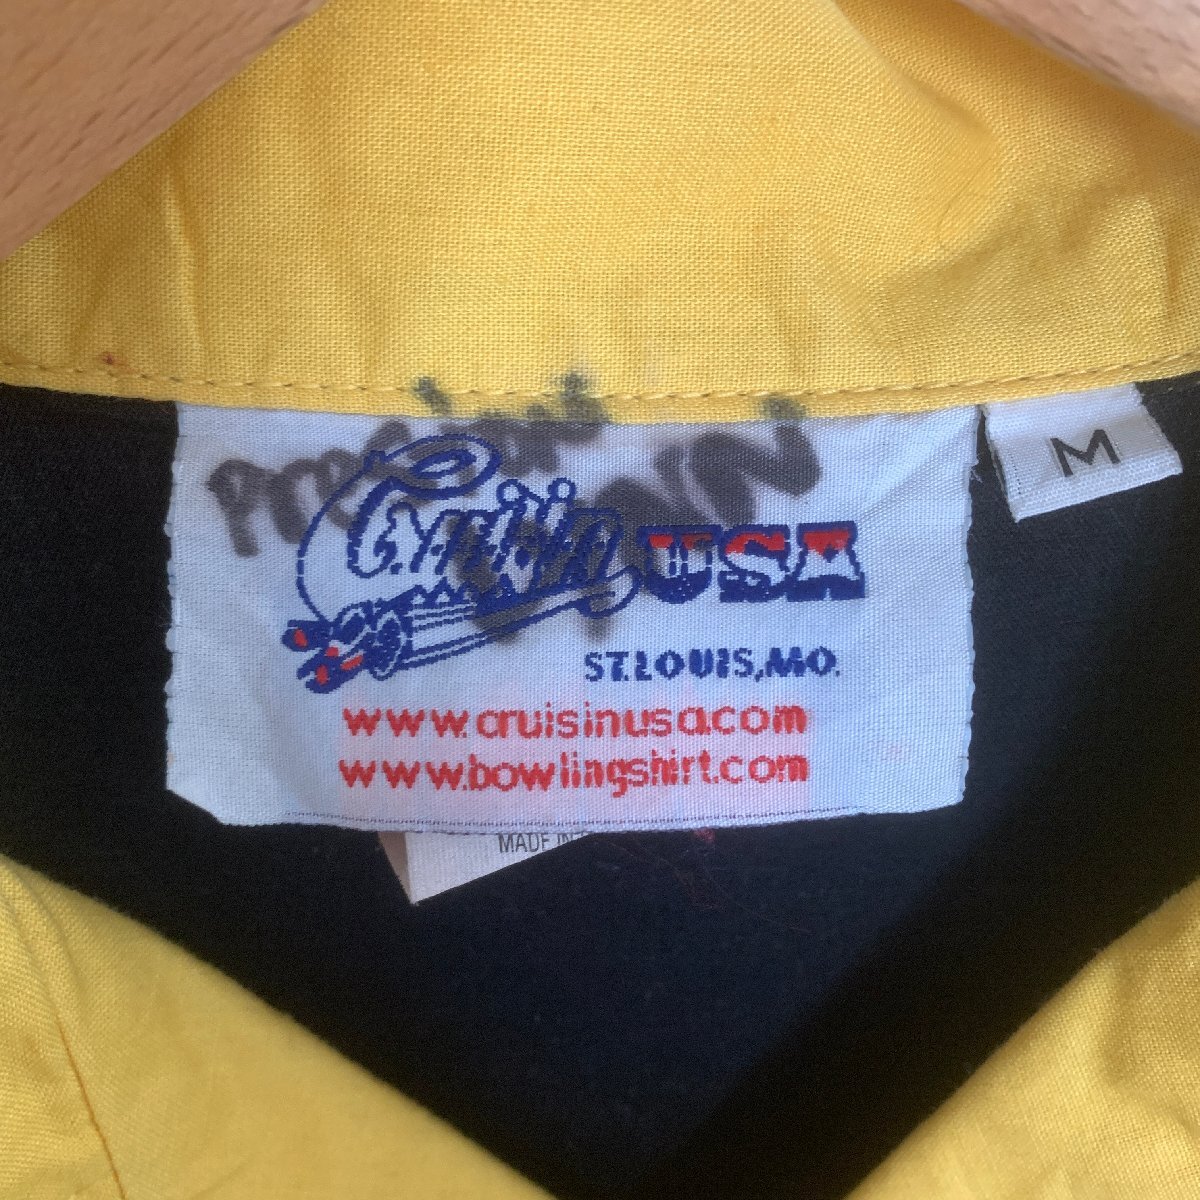 Cruisin USA
ST. LOUIS, MO.
www.cruisinusa.com
www.bowlingshirt.com
M
MADE IN